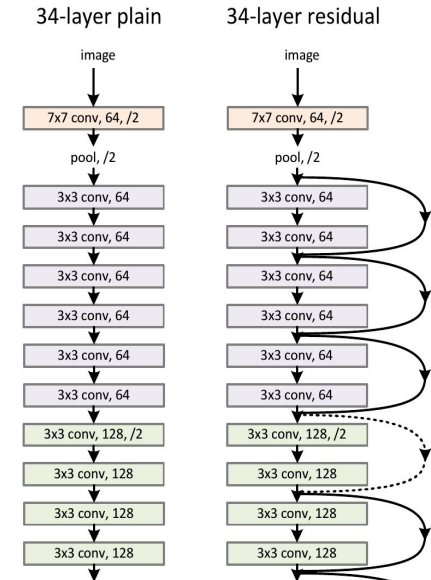 34-layer plain
image
7x7 conv, 64, /2
pool, /2
3x3 conv, 64
3x3 conv, 64
3x3 conv, 64
3x3 conv, 64
3x3 conv, 64
3x3 conv, 64
3x3 conv, 128, /2
3x3 conv, 128
3x3 conv, 128
3x3 conv, 128
34-layer residual
image
7x7 conv, 64, /2
pool, /2
3x3 conv, 64
3x3 conv, 64
3x3 conv, 64
3x3 conv, 64
3x3 conv, 64
3x3 conv, 64
3x3 conv, 128, /2
3x3 conv, 128
3x3 conv, 128
3x3 conv, 128